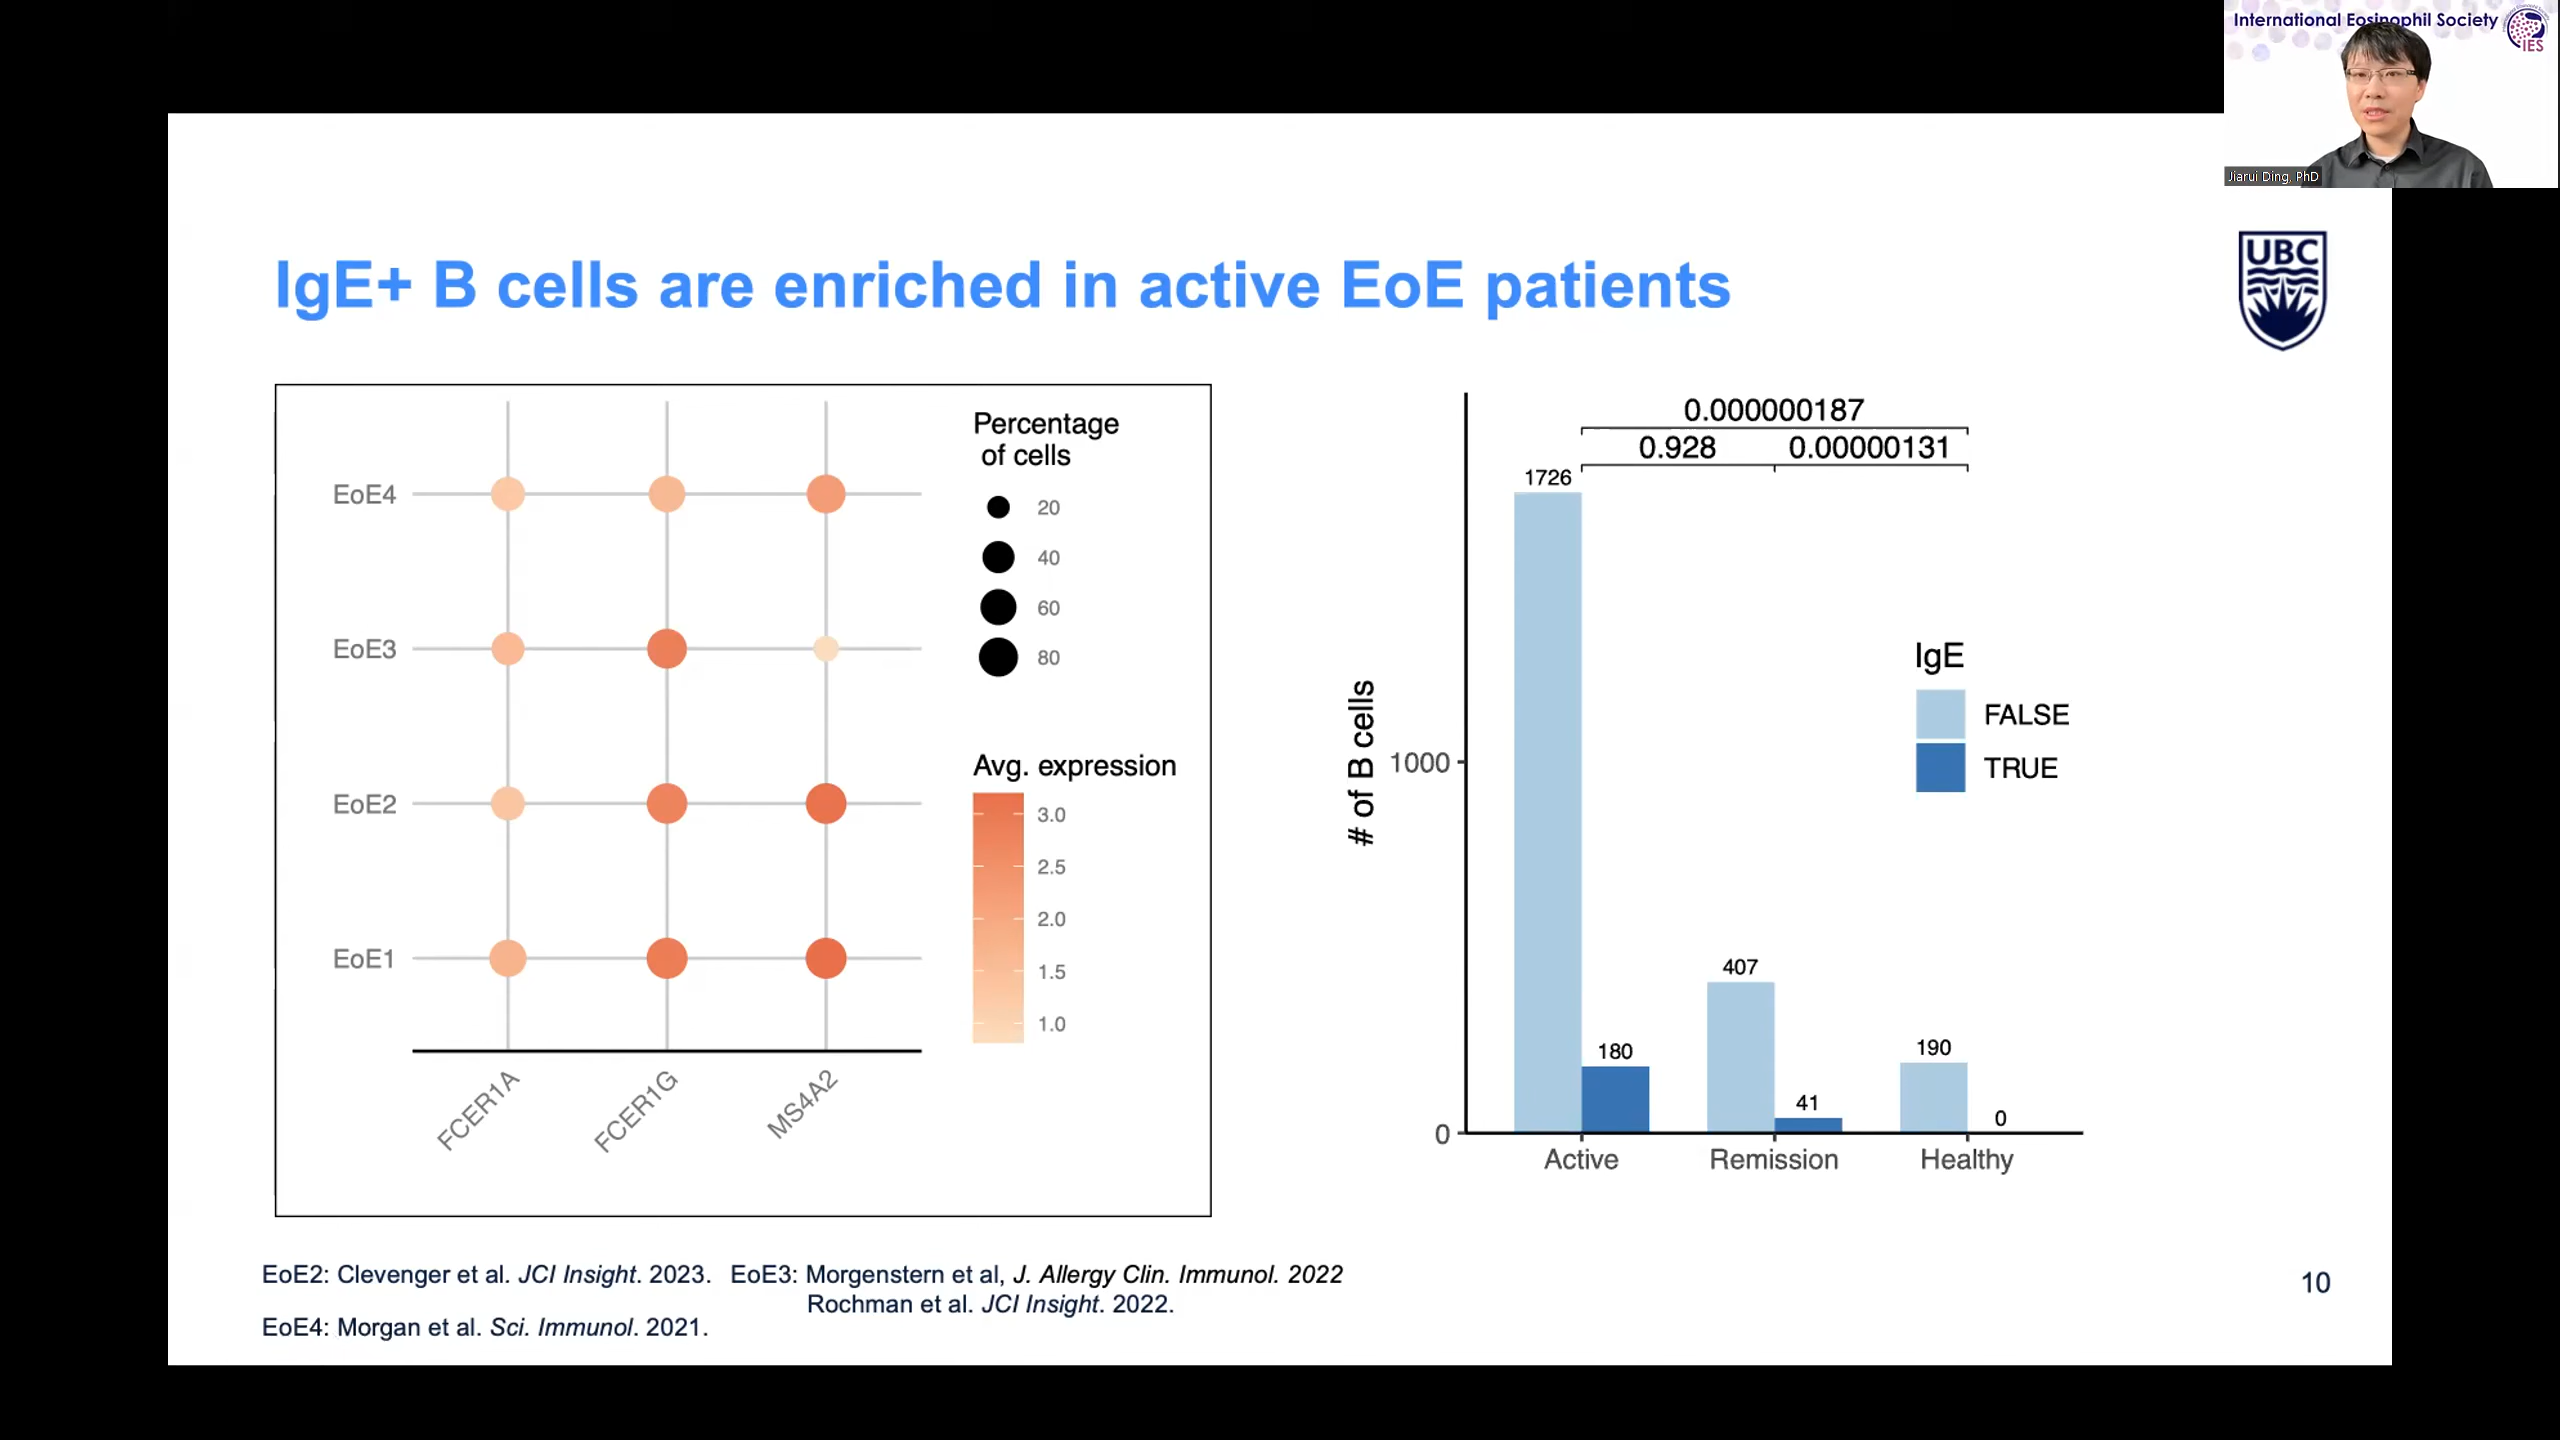 International Eosinophil Society
IES
Jiarui Ding, PhD
UBC
IgE+ B cells are enriched in active EoE patients
EoE4
EoE3
EoE2
EoE1
FCER1A
FCER1G
MS4A2
Percentage
of cells
20
40
60
80
Avg. expression
3.0
2.5
2.0
1.5
1.0
0.000000187
0.928
0.00000131
# of B cells
1000
0
1726
180
407
41
190
0
Active
Remission
Healthy
IgE
FALSE
TRUE
EoE2: Clevenger et al. JCI Insight. 2023. EoE3: Morgenstern et al, J. Allergy Clin. Immunol. 2022
Rochman et al. JCI Insight. 2022.
EoE4: Morgan et al. Sci. Immunol. 2021.
10